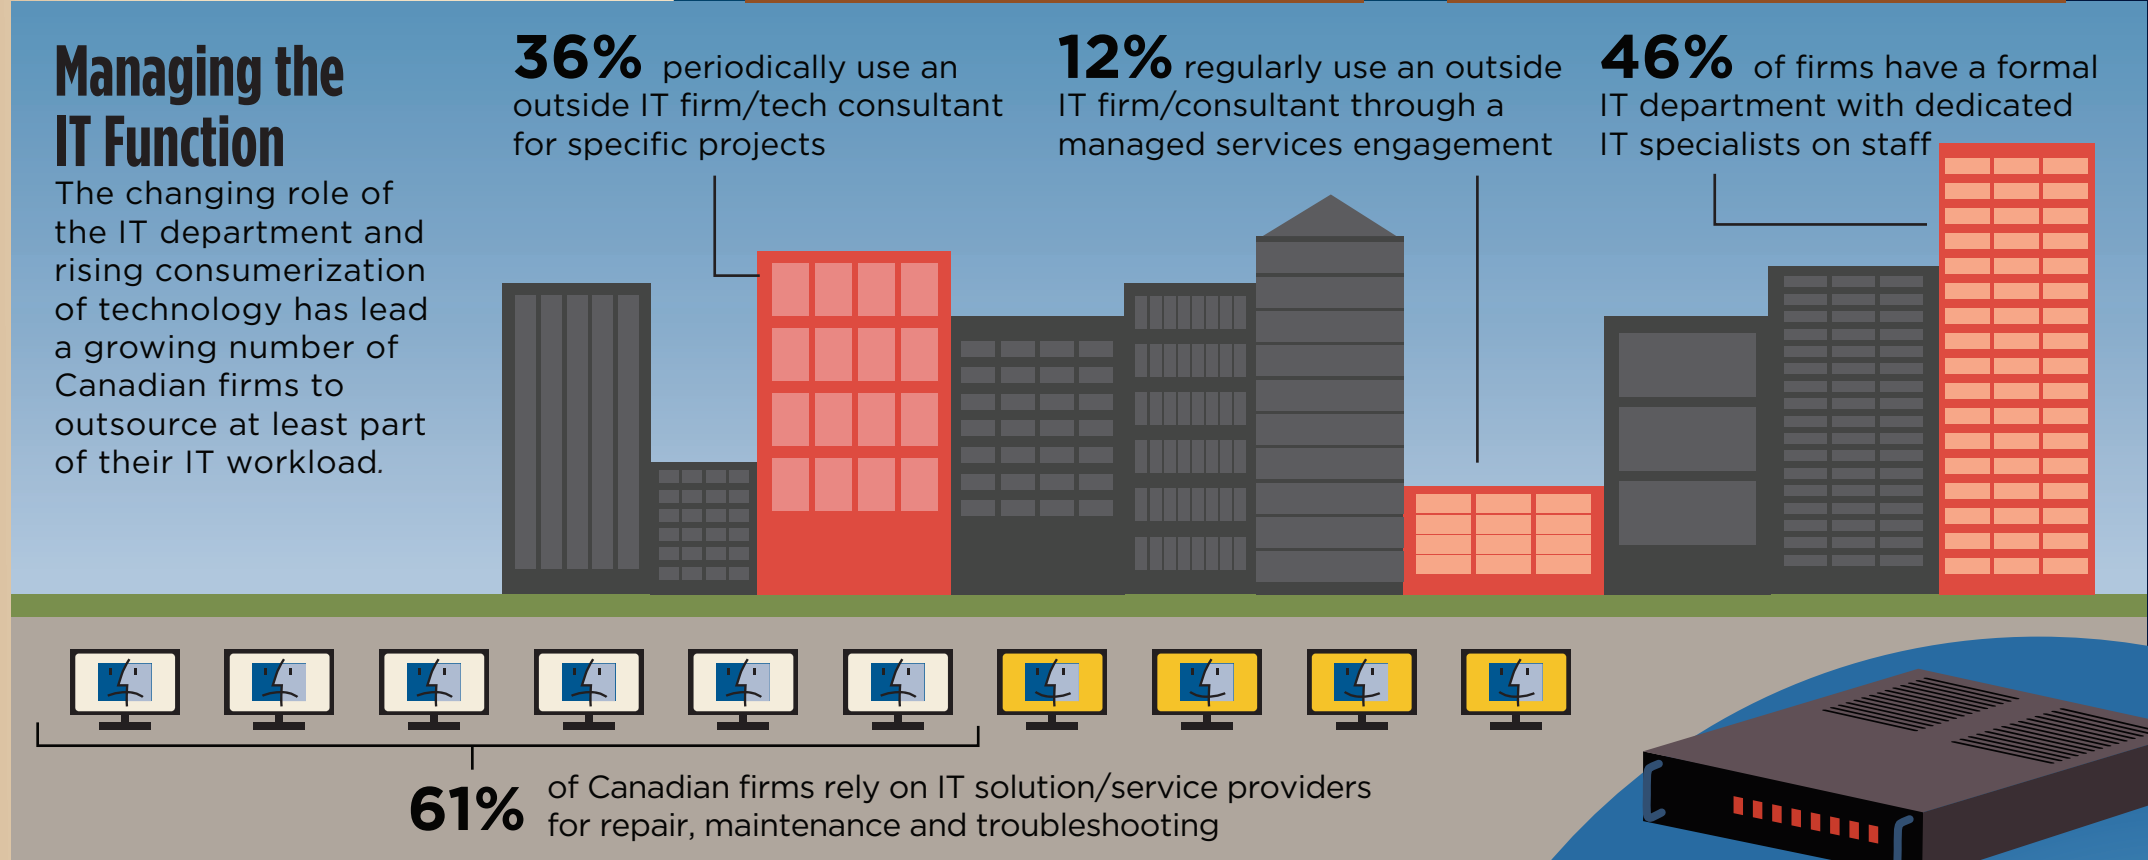 Managing the
IT Function
The changing role of
the IT department and
rising consumerization
of technology has lead
a growing number of
Canadian firms to
outsource at least part
of their IT workload.
36% periodically use an
outside IT firm/tech consultant
for specific projects
12% regularly use an outside
IT firm/consultant through a
managed services engagement
46% of firms have a formal
IT department with dedicated
IT specialists on staff
61% of Canadian firms rely on IT solution/service providers
for repair, maintenance and troubleshooting